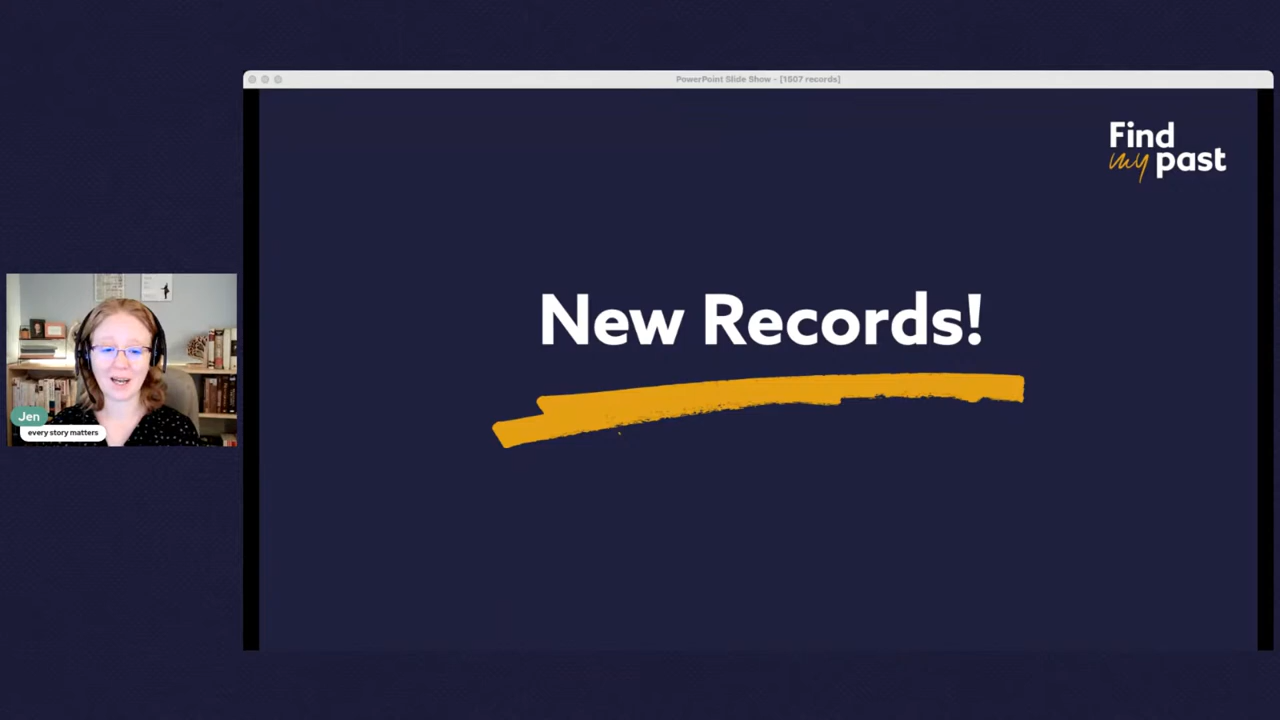 PowerPoint Slide Show - [1507 records]
Find
my past
New Records!
Jen
every story matters